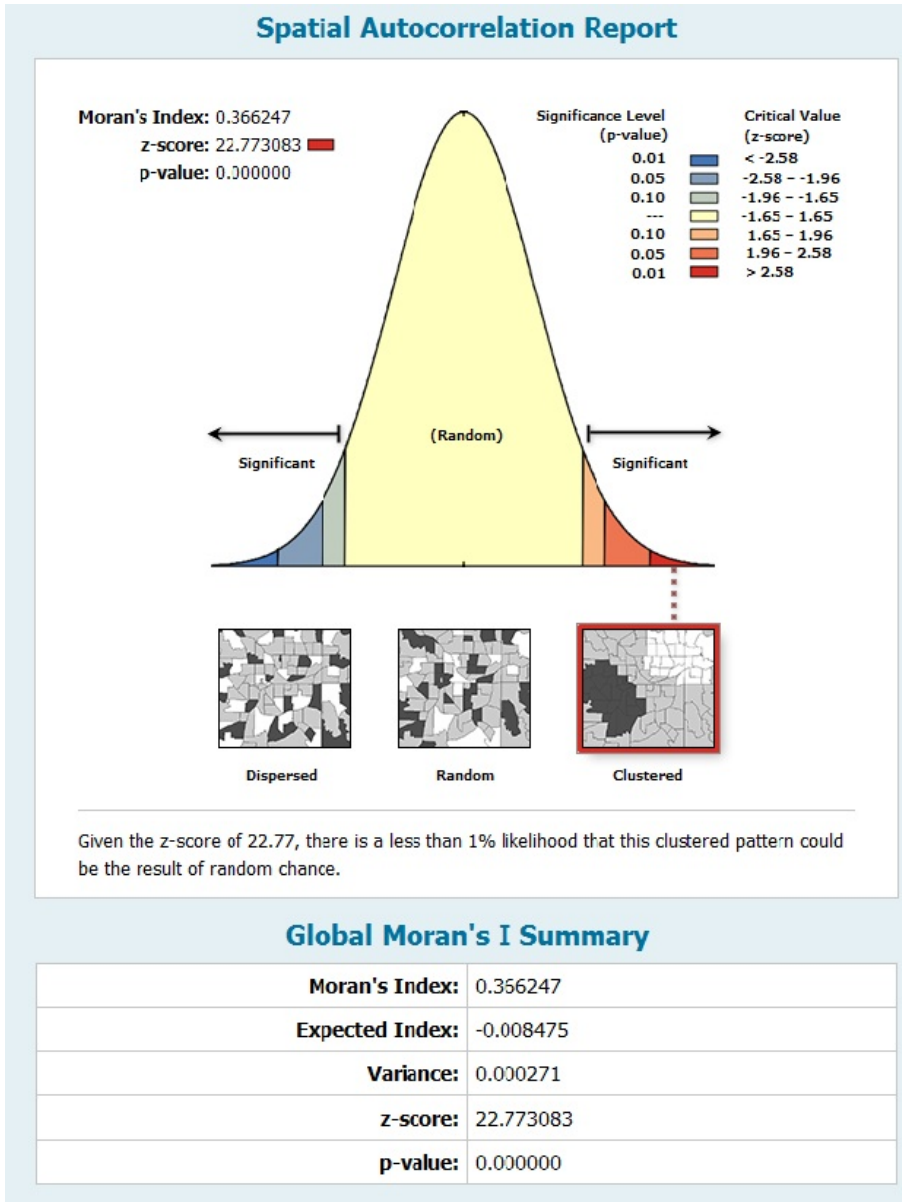 Spatial Autocorrelation Report
Moran's Index: 0.366247
z-score: 22.773083
p-value: 0.000000
Significance Level (p-value)
Critical Value (z-score)
0.01 < -2.58
0.05 -2.58 – -1.96
0.10 -1.96 – -1.65
--- -1.65 – 1.65
0.10 1.65 – 1.96
0.05 1.96 – 2.58
0.01 > 2.58
(Random)
Significant
Significant
Dispersed
Random
Clustered
Given the z-score of 22.77, there is a less than 1% likelihood that this clustered pattern could
be the result of random chance.
Global Moran's I Summary
Moran's Index: 0.366247
Expected Index: -0.008475
Variance: 0.000271
z-score: 22.773083
p-value: 0.000000